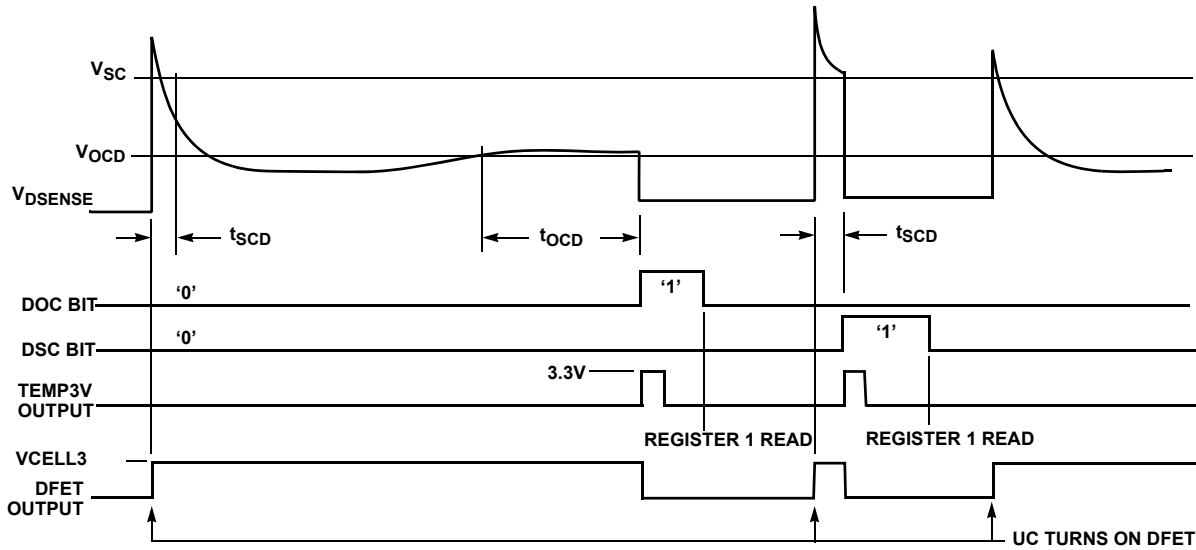 VSC
VOCD
VDSENSE
tSCD
tOCD
tSCD
DOC BIT
‘0’
‘1’
DSC BIT
‘0’
‘1’
3.3V
TEMP3V
OUTPUT
REGISTER 1 READ
REGISTER 1 READ
VCELL3
DFET
OUTPUT
UC TURNS ON DFET